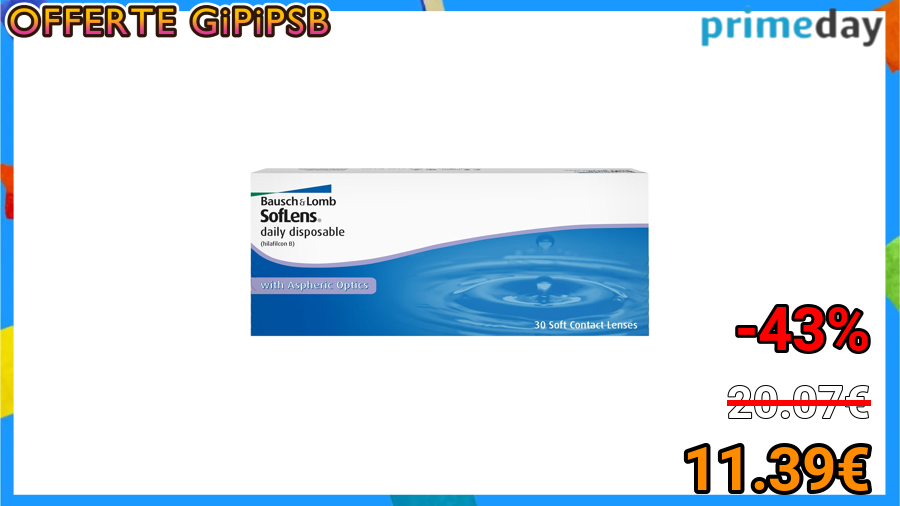 OFFERTE GiPiPSB
primeday
Bausch & Lomb
SofLens®
daily disposable
(hilafilcon B)
with Aspheric Optics
30 Soft Contact Lenses
-43%
20.07€
11.39€